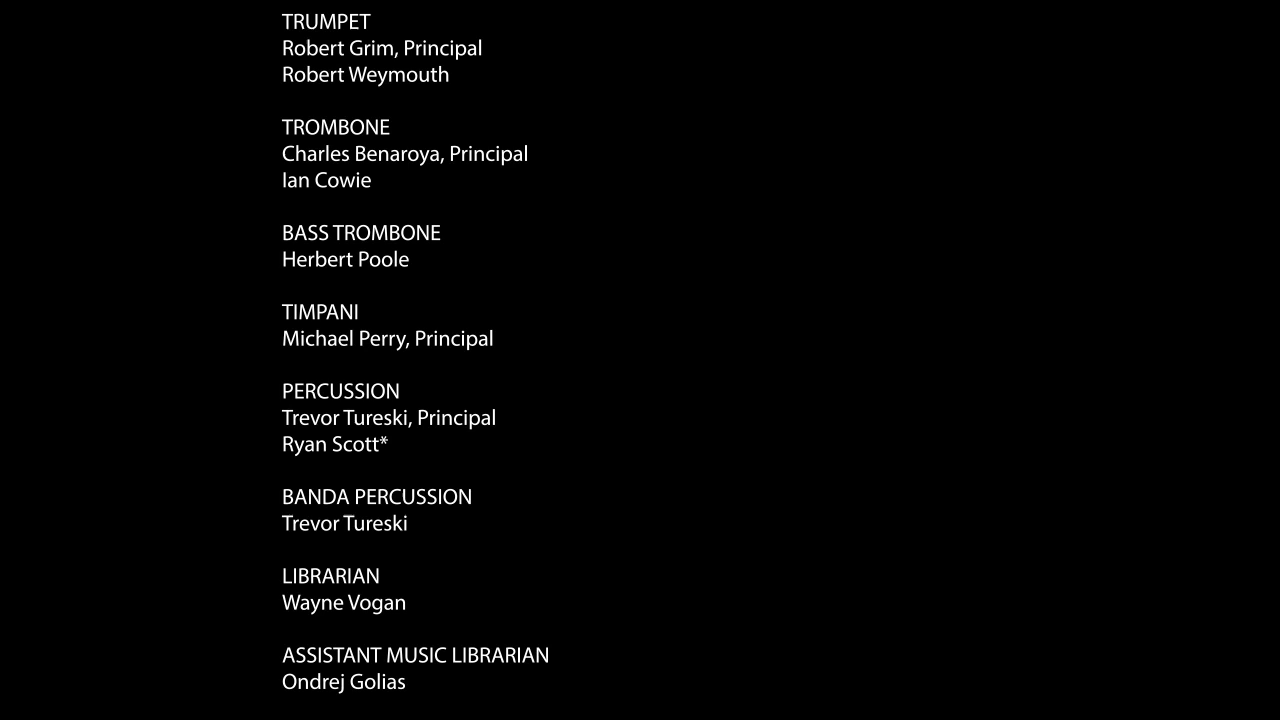 TRUMPET
Robert Grim, Principal
Robert Weymouth
TROMBONE
Charles Benaroya, Principal
Ian Cowie
BASS TROMBONE
Herbert Poole
TIMPANI
Michael Perry, Principal
PERCUSSION
Trevor Tureski, Principal
Ryan Scott*
BANDA PERCUSSION
Trevor Tureski
LIBRARIAN
Wayne Vogan
ASSISTANT MUSIC LIBRARIAN
Ondrej Golias